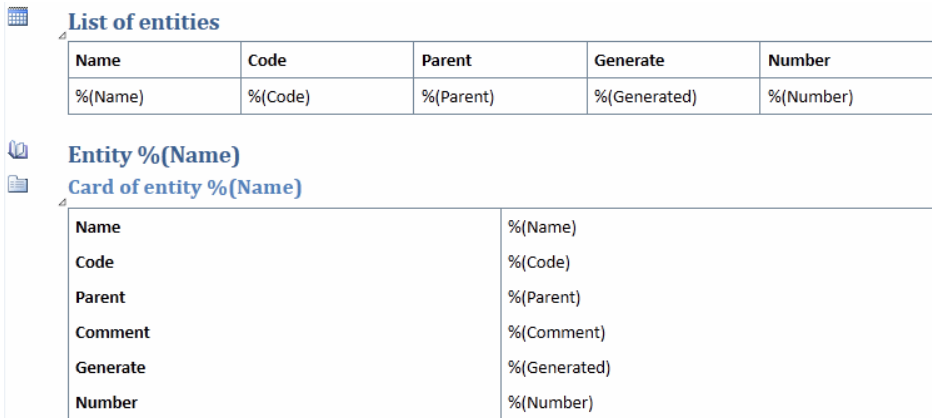 List of entities
Name Code Parent Generate Number
%(Name) %(Code) %(Parent) %(Generated) %(Number)
Entity %(Name)
Card of entity %(Name)
Name %(Name)
Code %(Code)
Parent %(Parent)
Comment %(Comment)
Generate %(Generated)
Number %(Number)